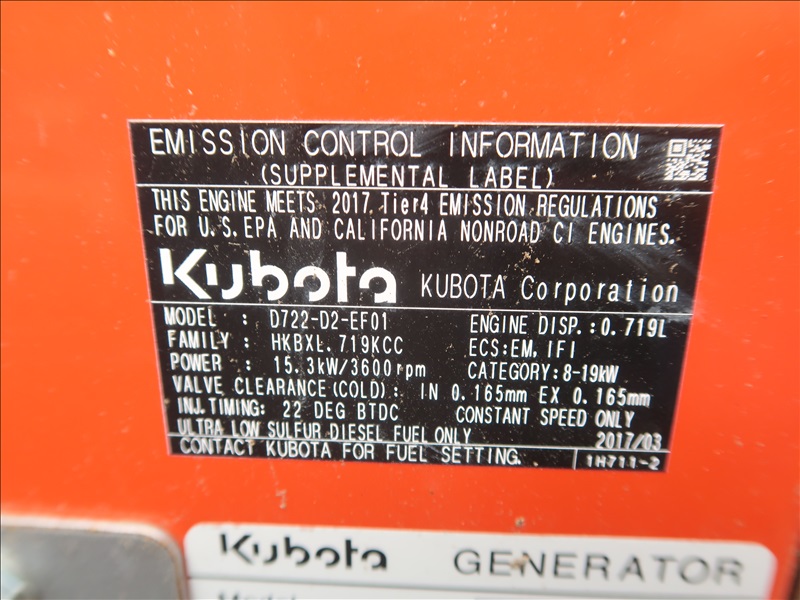 EMISSION CONTROL INFORMATION
(SUPPLEMENTAL LABEL)
THIS ENGINE MEETS 2017 Tier4 EMISSION REGULATIONS
FOR U.S.EPA AND CALIFORNIA NONROAD CI ENGINES.
Kubota KUBOTA Corporation
MODEL : D722-D2-EF01 ENGINE DISP.:0.719L
FAMILY : HKBXL.719KCC ECS:EM,IFI
POWER : 15.3kW/3600rpm CATEGORY:8-19kW
VALVE CLEARANCE(COLD): IN 0.165mm EX 0.165mm
INJ.TIMING: 22 DEG BTDC CONSTANT SPEED ONLY
ULTRA LOW SULFUR DIESEL FUEL ONLY 2017/03
CONTACT KUBOTA FOR FUEL SETTING. 1H711-2
Kubota GENERATOR